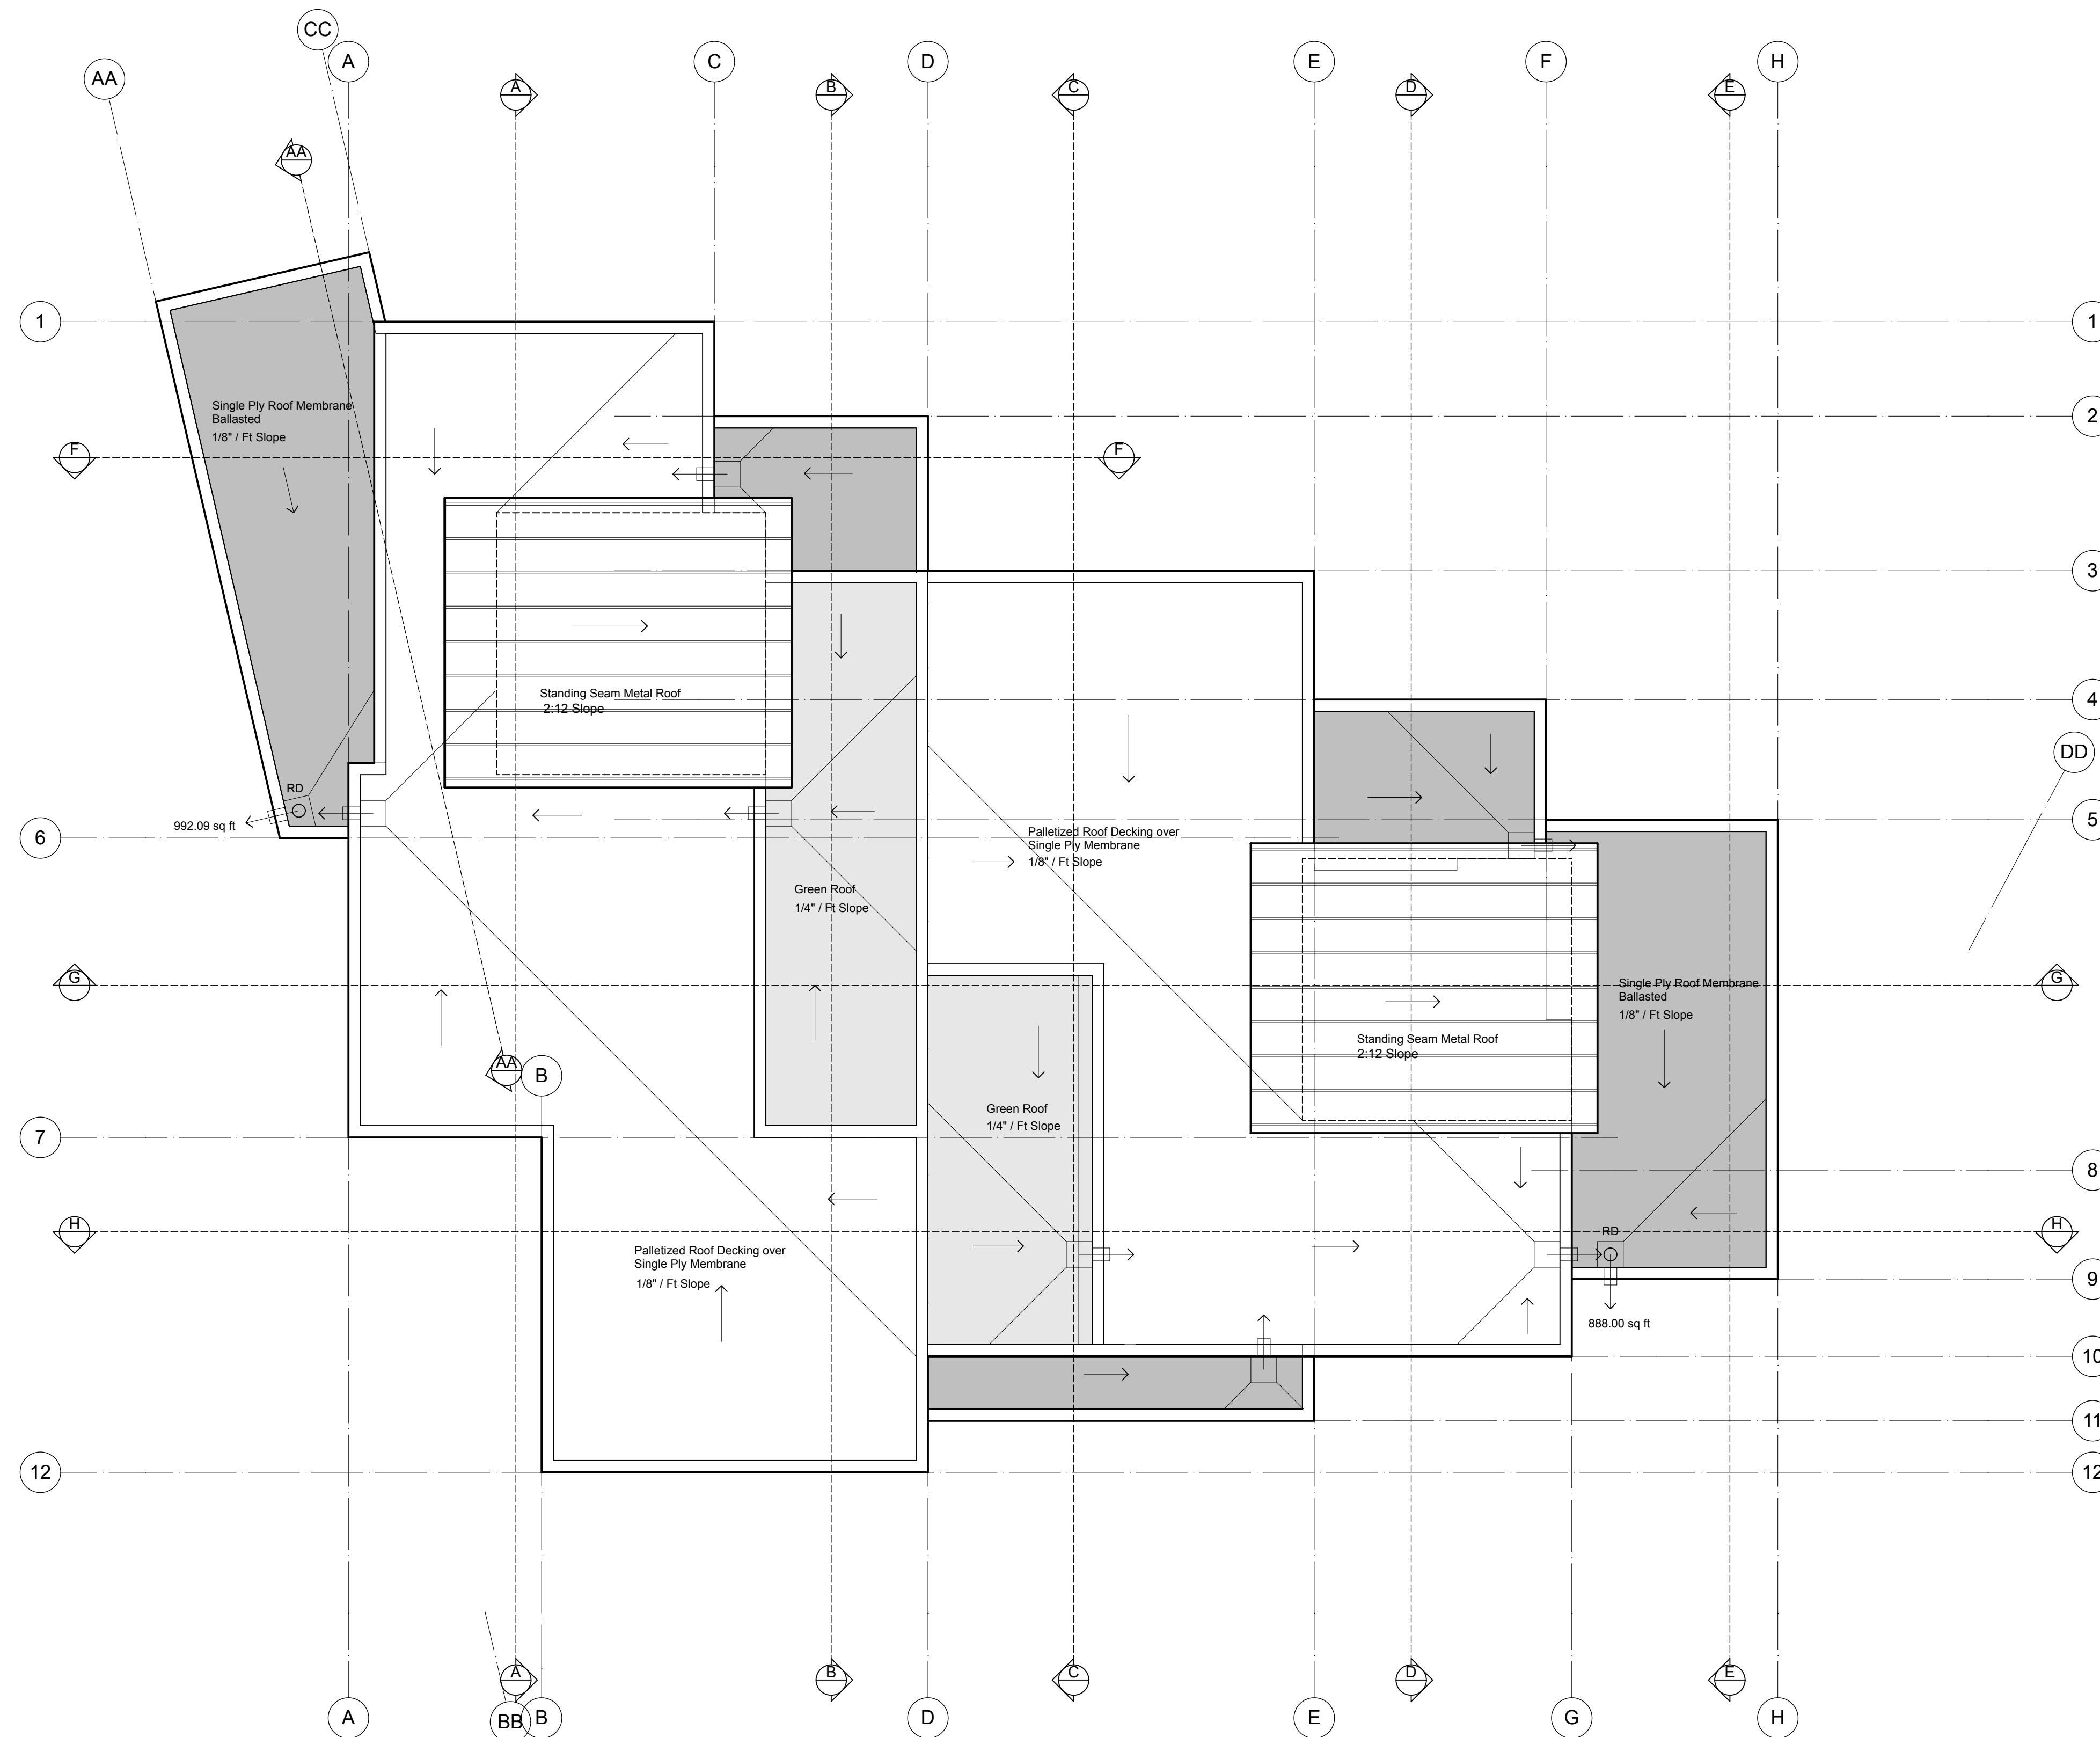 CC
A
C
D
E
F
H
AA
A
B
C
D
E
AA
1
1
2
Single Ply Roof Membrane
Ballasted
1/8" / Ft Slope
F
F
3
Standing Seam Metal Roof
2:12 Slope
4
DD
RD
992.09 sq ft
6
5
Palletized Roof Decking over
Single Ply Membrane
1/8" / Ft Slope
Green Roof
1/4" / Ft Slope
G
G
Single Ply Roof Membrane
Ballasted
1/8" / Ft Slope
Standing Seam Metal Roof
2:12 Slope
AA
B
Green Roof
1/4" / Ft Slope
7
8
H
H
RD
Palletized Roof Decking over
Single Ply Membrane
1/8" / Ft Slope
9
888.00 sq ft
10
11
12
12
A
B
C
D
E
A
BB
B
D
E
G
H